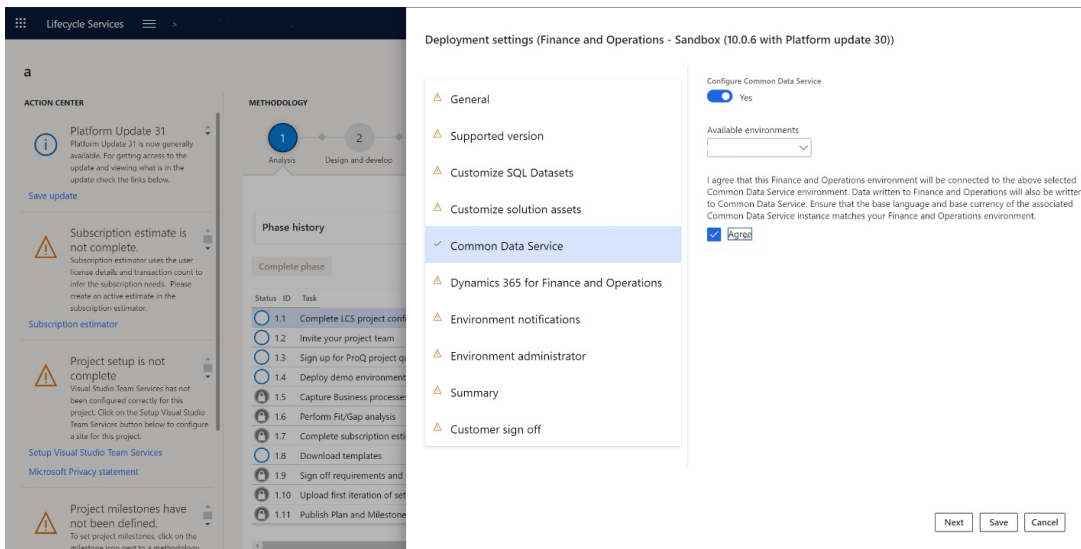 Lifecycle Services
>
a
ACTION CENTER
Platform Update 31
Platform Update 31 is now generally
available. For getting access to the
update and viewing what is in the
update check the links below.
Save update
Subscription estimate is
not complete.
Subscription estimator uses the user
license details and transaction count to
infer the subscription needs. Please
create an active estimate in the
subscription estimator.
Subscription estimator
Project setup is not
complete
Visual Studio Team Services has not
been configured correctly for this
project. Click on the Setup Visual Studio
Team Services button below to configure
a site for this project.
Setup Visual Studio Team Services
Microsoft Privacy statement
Project milestones have
not been defined.
To set project milestones, click on the
milestone icon next to a methodology
METHODOLOGY
1
2
Analysis
Design and develop
Phase history
Complete phase
Status ID Task
1.1 Complete LCS project conf
1.2 Invite your project team
1.3 Sign up for ProQ project qu
1.4 Deploy demo environment
1.5 Capture Business processes
1.6 Perform Fit/Gap analysis
1.7 Complete subscription esti
1.8 Download templates
1.9 Sign off requirements and
1.10 Upload first iteration of set
1.11 Publish Plan and Milestone
Deployment settings (Finance and Operations - Sandbox (10.0.6 with Platform update 30))
General
Supported version
Customize SQL Datasets
Customize solution assets
Common Data Service
Dynamics 365 for Finance and Operations
Environment notifications
Environment administrator
Summary
Customer sign off
Configure Common Data Service
Yes
Available environments
I agree that this Finance and Operations environment will be connected to the above selected
Common Data Service environment. Data written to Finance and Operations will also be written
to Common Data Service. Ensure that the base language and base currency of the associated
Common Data Service instance matches your Finance and Operations environment.
Agree
Next
Save
Cancel